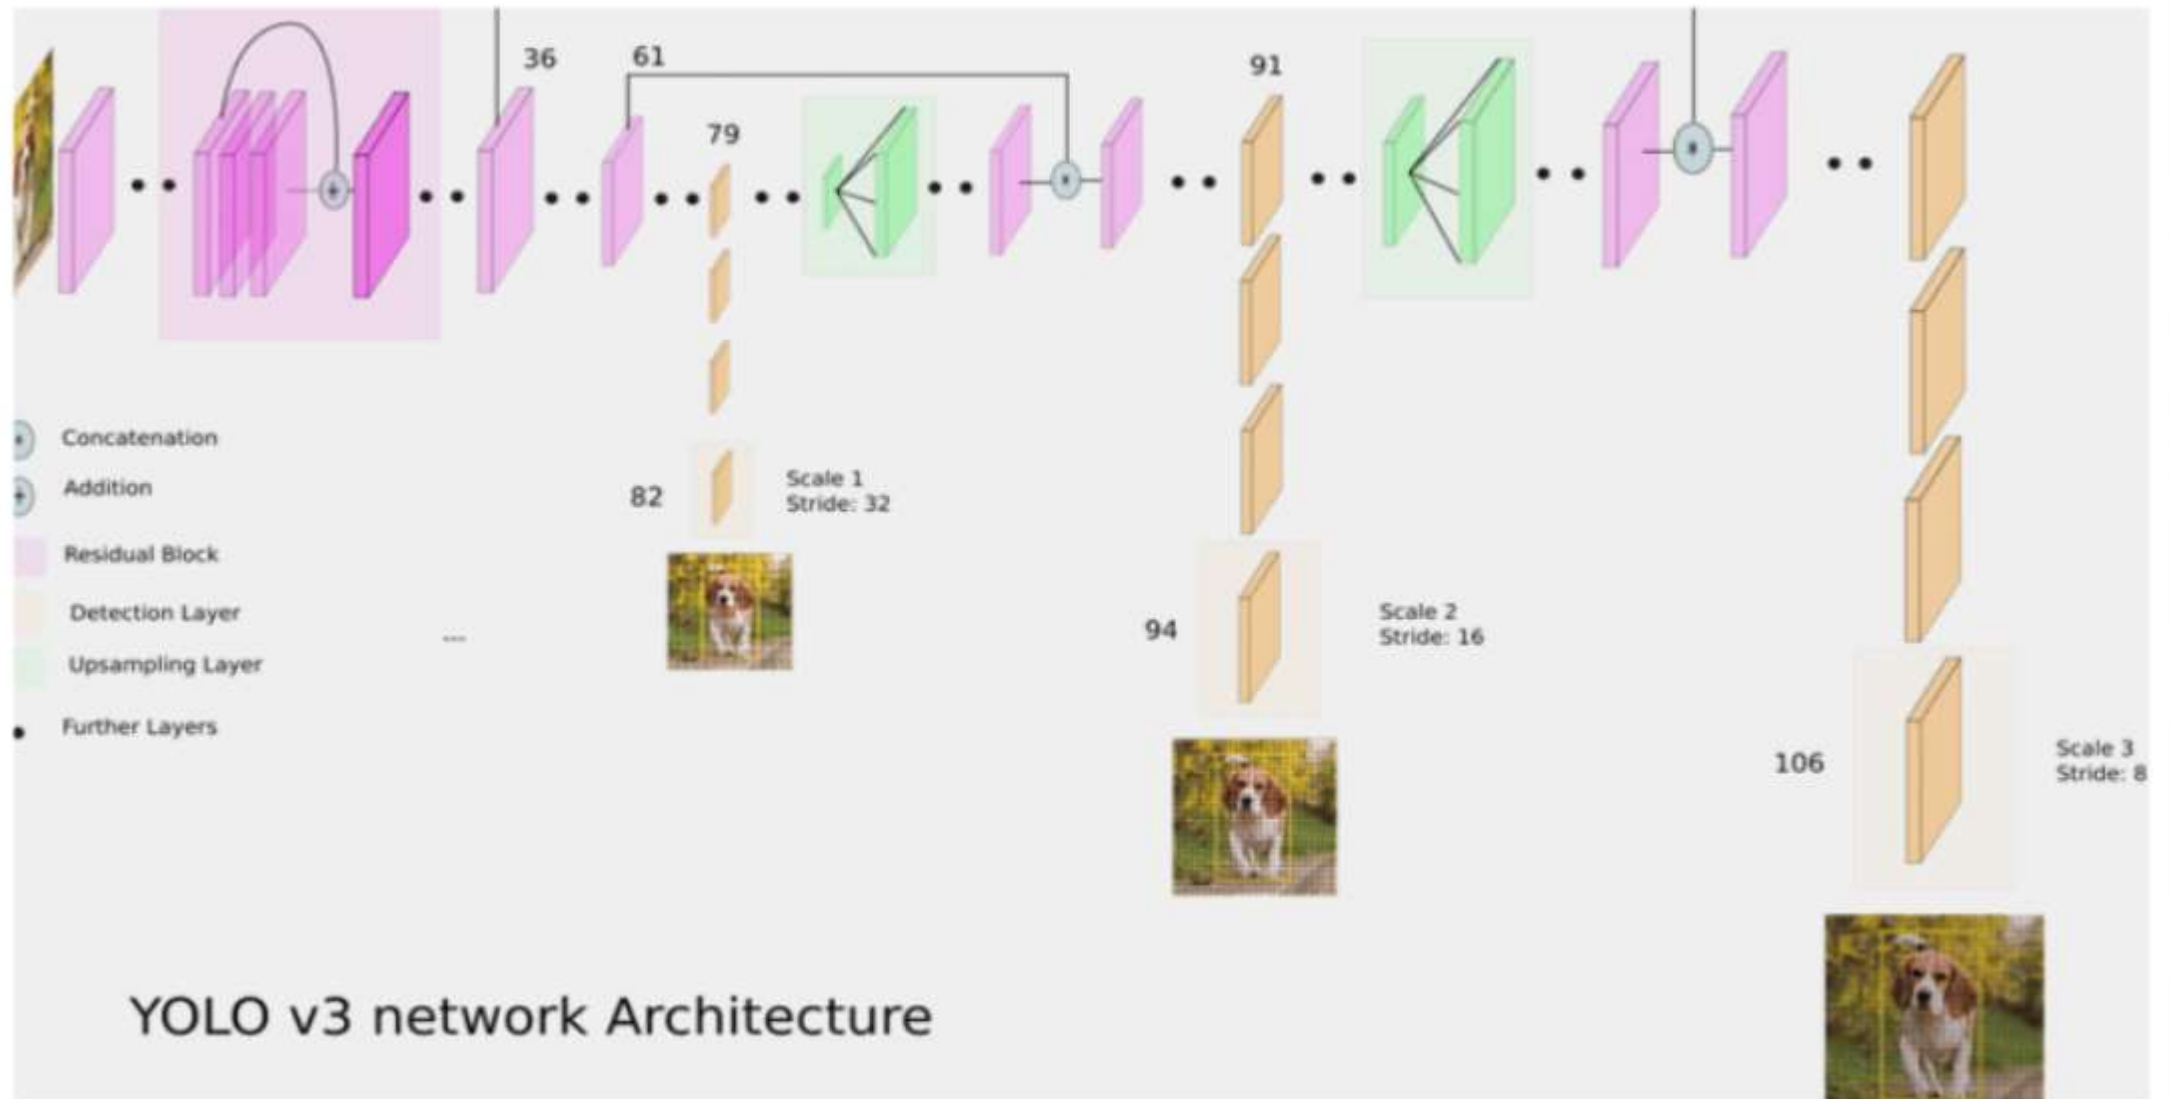 36
61
91
79
Concatenation
Addition
Residual Block
Detection Layer
Upsampling Layer
Further Layers
...
82
Scale 1
Stride: 32
94
Scale 2
Stride: 16
106
Scale 3
Stride: 8
YOLO v3 network Architecture